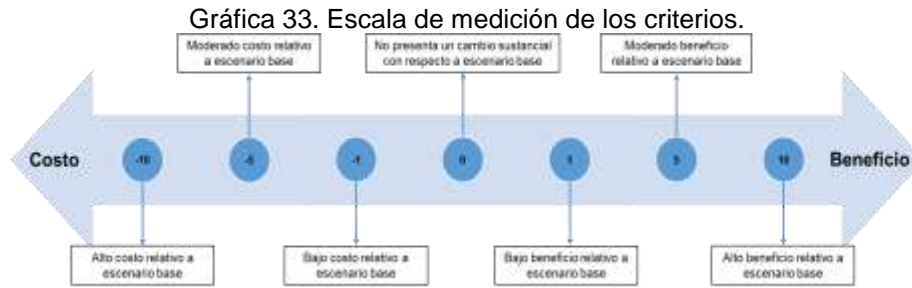 Gráfica 33. Escala de medición de los criterios.
Moderado costo relativo
a escenario base
No presenta un cambio sustancial
con respecto a escenario base
Moderado beneficio
relativo a escenario base
Costo
-10
-5
-1
0
1
5
10
Beneficio
Alto costo relativo a
escenario base
Bajo costo relativo a
escenario base
Bajo beneficio relativo a
escenario base
Alto beneficio relativo a
escenario base